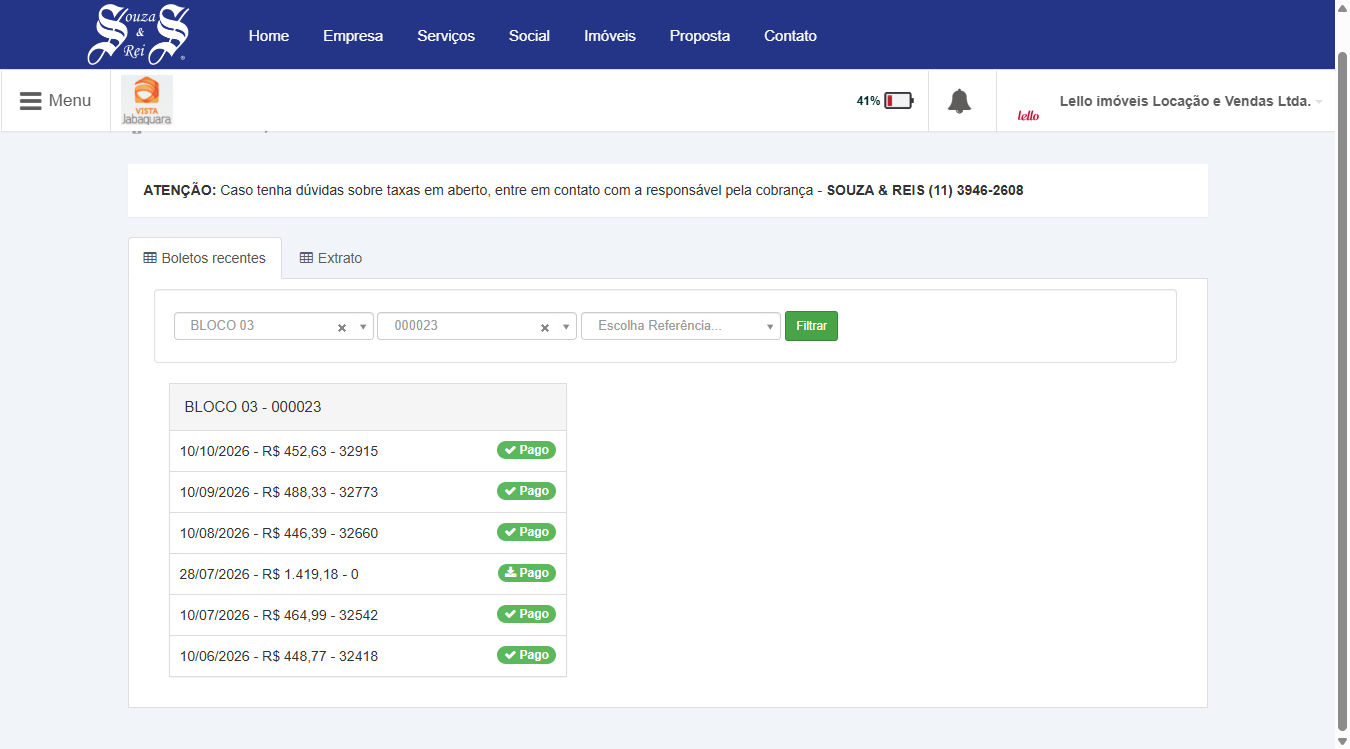 Souza
&
Reis
Home Empresa Serviços Social Imóveis Proposta Contato
Menu
VISTA
Jabaquara
41%
lello
Lello imóveis Locação e Vendas Ltda.
ATENÇÃO: Caso tenha dúvidas sobre taxas em aberto, entre em contato com a responsável pela cobrança - SOUZA & REIS (11) 3946-2608
Boletos recentes
Extrato
BLOCO 03 × 000023 × Escolha Referência... Filtrar
BLOCO 03 - 000023
10/10/2026 - R$ 452,63 - 32915 Pago
10/09/2026 - R$ 488,33 - 32773 Pago
10/08/2026 - R$ 446,39 - 32660 Pago
28/07/2026 - R$ 1.419,18 - 0 Pago
10/07/2026 - R$ 464,99 - 32542 Pago
10/06/2026 - R$ 448,77 - 32418 Pago